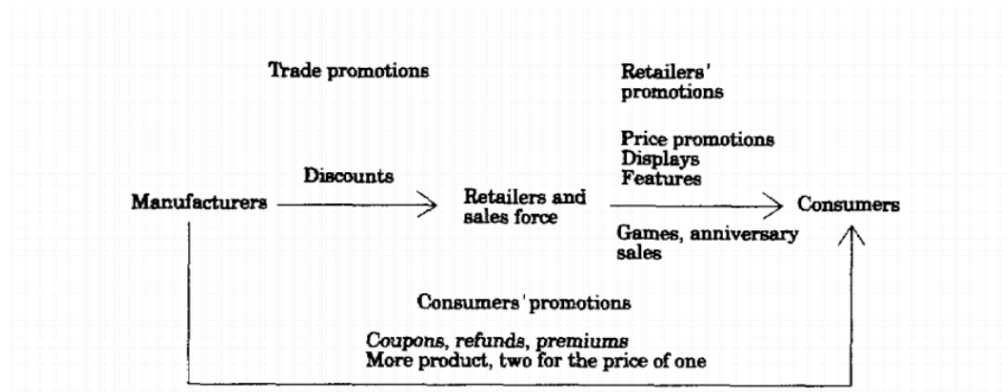 Trade promotions
Retailers'
promotions
Price promotions
Displays
Features
Discounts
Manufacturers
Retailers and
sales force
Consumers
Games, anniversary
sales
Consumers' promotions
Coupons, refunds, premiums
More product, two for the price of one